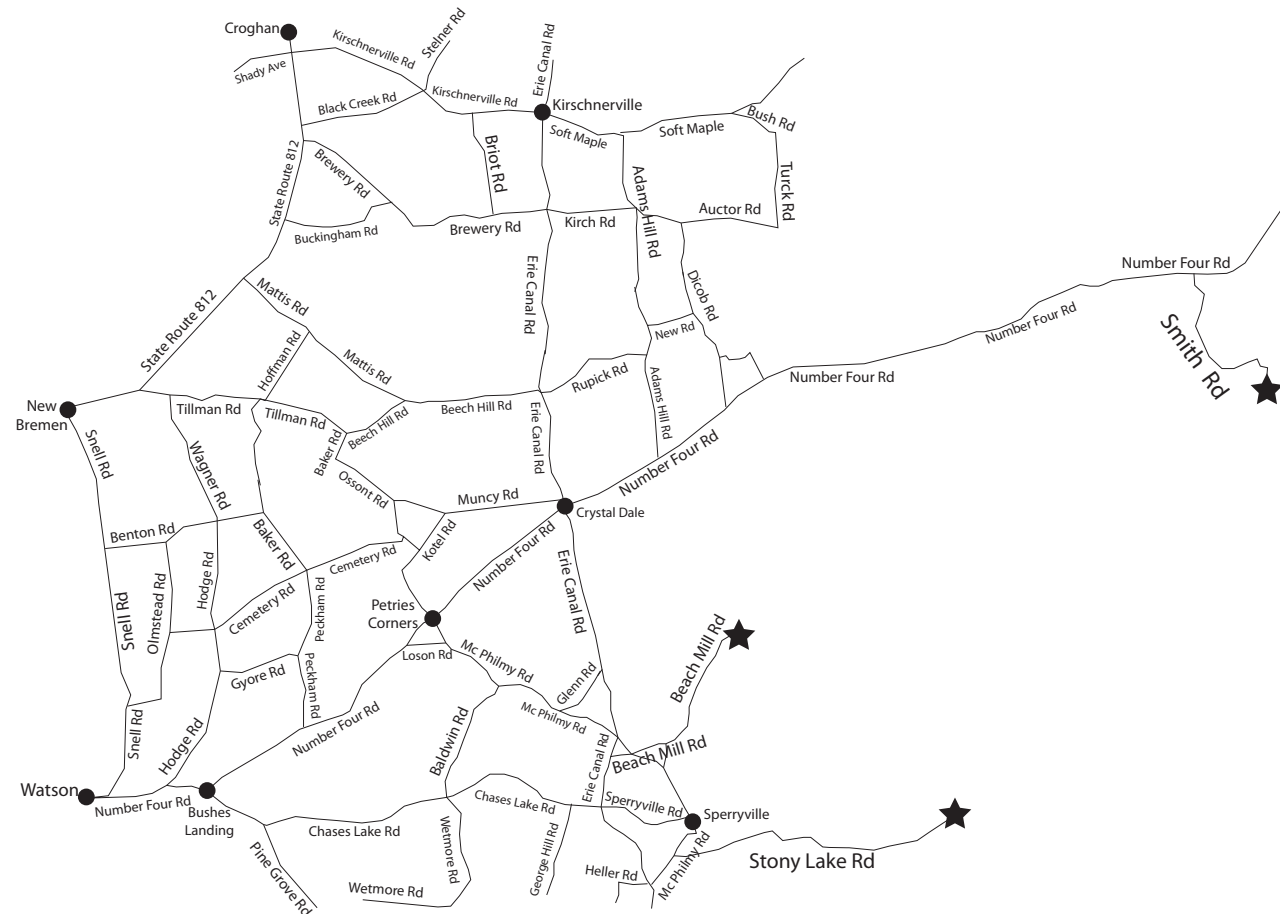 Croghan
Shady Ave
Kirschnerville Rd
Stelner Rd
Erie Canal Rd
Black Creek Rd
Kirschnerville Rd
Kirschnerville
Soft Maple
Soft Maple
Bush Rd
State Route 812
Brewery Rd
Briot Rd
Adams Hill Rd
Turck Rd
Auctor Rd
Buckingham Rd
Brewery Rd
Kirch Rd
Erie Canal Rd
Dicob Rd
Number Four Rd
State Route 812
Mattis Rd
Hoffman Rd
Mattis Rd
New Rd
Number Four Rd
Smith Rd
Rupick Rd
Adams Hill Rd
Number Four Rd
New
Bremen
Tillman Rd
Tillman Rd
Beech Hill Rd
Beech Hill Rd
Erie Canal Rd
Snell Rd
Wagner Rd
Baker Rd
Ossont Rd
Number Four Rd
Muncy Rd
Crystal Dale
Benton Rd
Baker Rd
Kotel Rd
Number Four Rd
Erie Canal Rd
Cemetery Rd
Hodge Rd
Olmstead Rd
Snell Rd
Cemetery Rd
Peckham Rd
Petries
Corners
Loson Rd
Mc Philmy Rd
Glenn Rd
Beach Mill Rd
Gyore Rd
Peckham Rd
Number Four Rd
Mc Philmy Rd
Snell Rd
Hodge Rd
Baldwin Rd
Erie Canal Rd
Beach Mill Rd
Watson
Number Four Rd
Bushes
Landing
Chases Lake Rd
Chases Lake Rd
Sperryville Rd
Sperryville
Pine Grove Rd
Wetmore Rd
Wetmore Rd
George Hill Rd
Heller Rd
Mc Philmy Rd
Stony Lake Rd